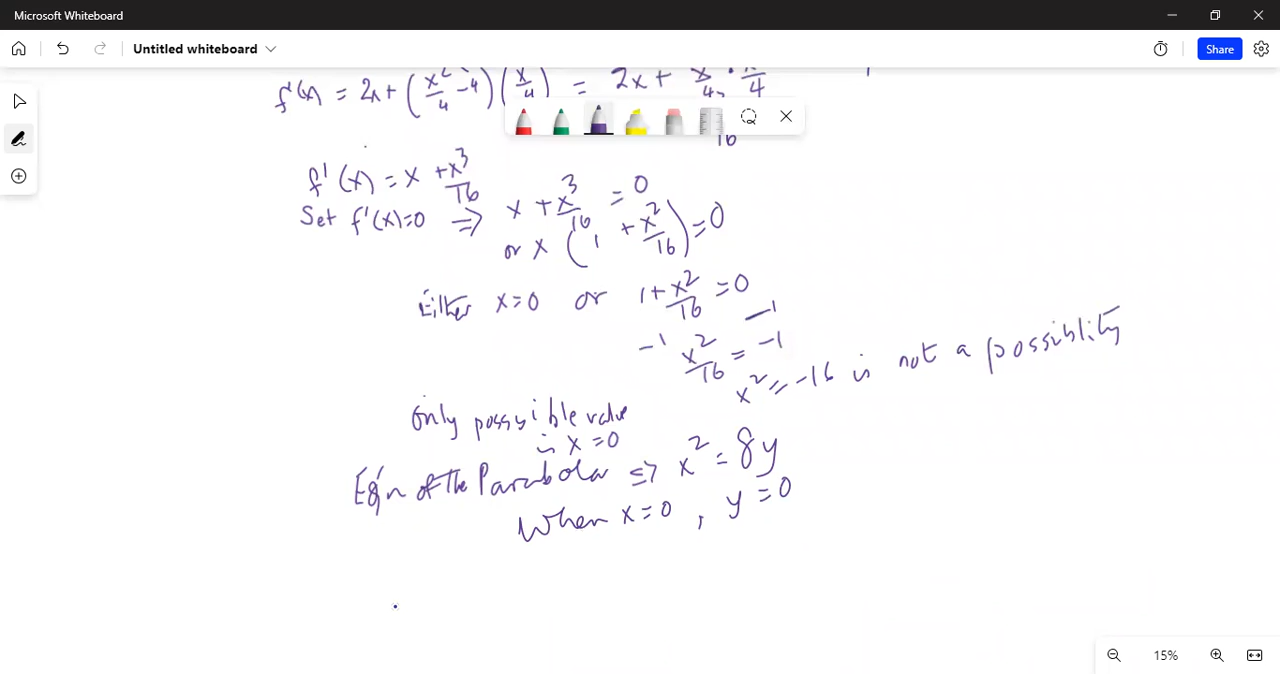 Microsoft Whiteboard
Untitled whiteboard
Share
f'(x) = 2x + (x²/4 - 4)(x/4) = 2x +
16
f'(x) = x + x³/16
Set f'(x)=0 ⇒ x + x³/16 = 0
or x (1 + x²/16) = 0
Either x=0 or 1 + x²/16 = 0
-1
-1 x²/16 = -1
x² = -16 is not a possiblity
Only possible value
is x = 0
Eq'n of the Parabola ⇒ x² = 8y
When x=0, y=0
15%